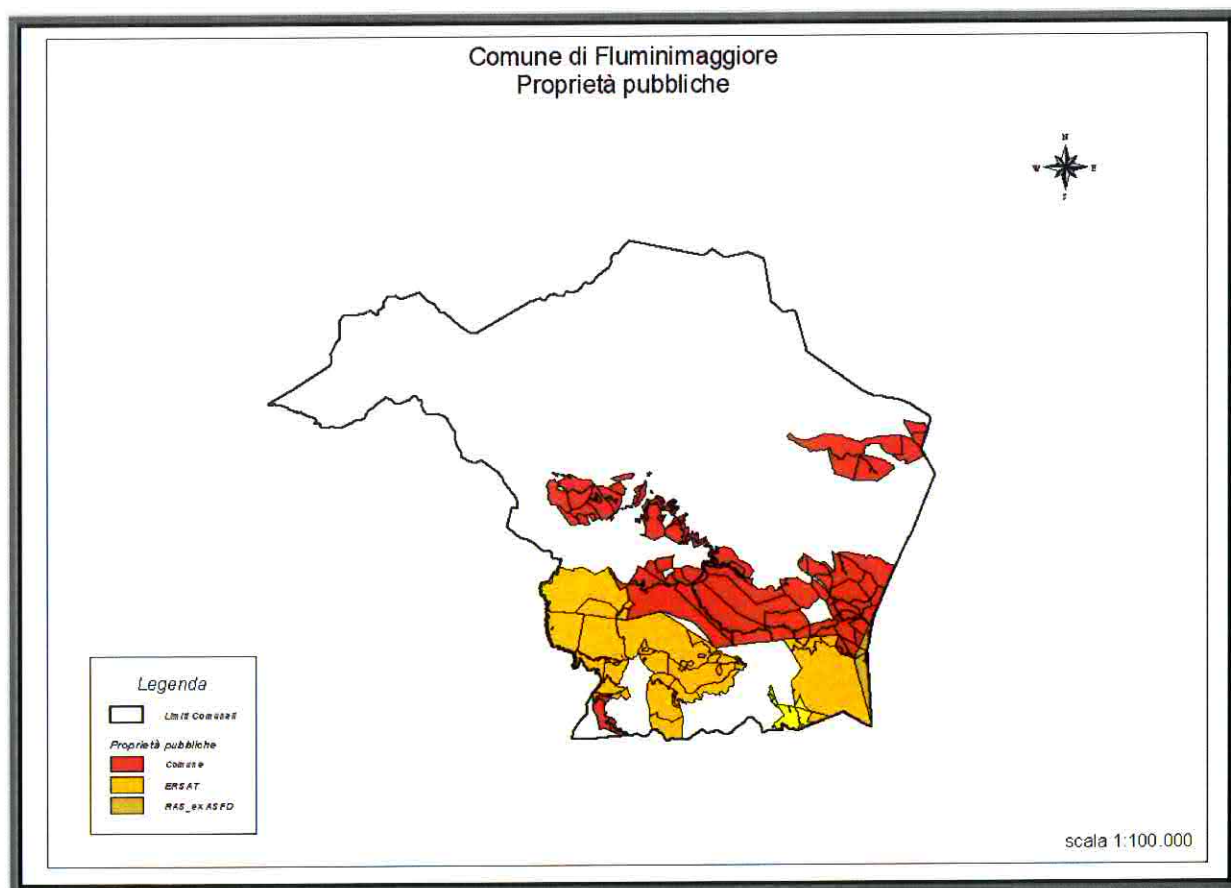 Comune di Fluminimaggiore
Proprietà pubbliche
N
W E
S
Legenda
Limiti Comunali
Proprietà pubbliche
Comune
ERSAT
RAS_ex ASFD
scala 1:100.000